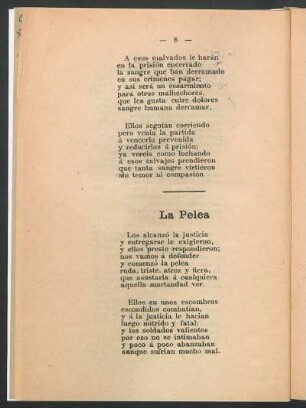 — 8 —
A esos malvados le harán
en la prisión encerrado
la sangre que han derramado
en sus crímenes pagar;
y así será un escarmiento
para otros malhechores,
que les gusta entre dolores
sangre humana derramar.
Ellos seguían corriendo
pero venía la partida
á vencerlo prevenida
y reducirlos á prisión;
ya vereis como luchando
á esos salvajes prendieron
que tanta sangre virtieron
sin temor ni compasión
La Pelea
Los alcanzó la justicia
y entregarse le exigieron,
y ellos presto respondieron;
nos vamos á defender
y comenzó la pelea
ruda, triste, atroz y fiera,
que asustaría á cualquiera
aquella mortandad ver.
Ellos en unos escombros
escondidos combatían,
y á la justicia le hacían
fuego nutrido y fatal;
y los soldados valientes
por eso no se intimaban
y poco á poco abanzaban
aunque sufrían mucho mal.